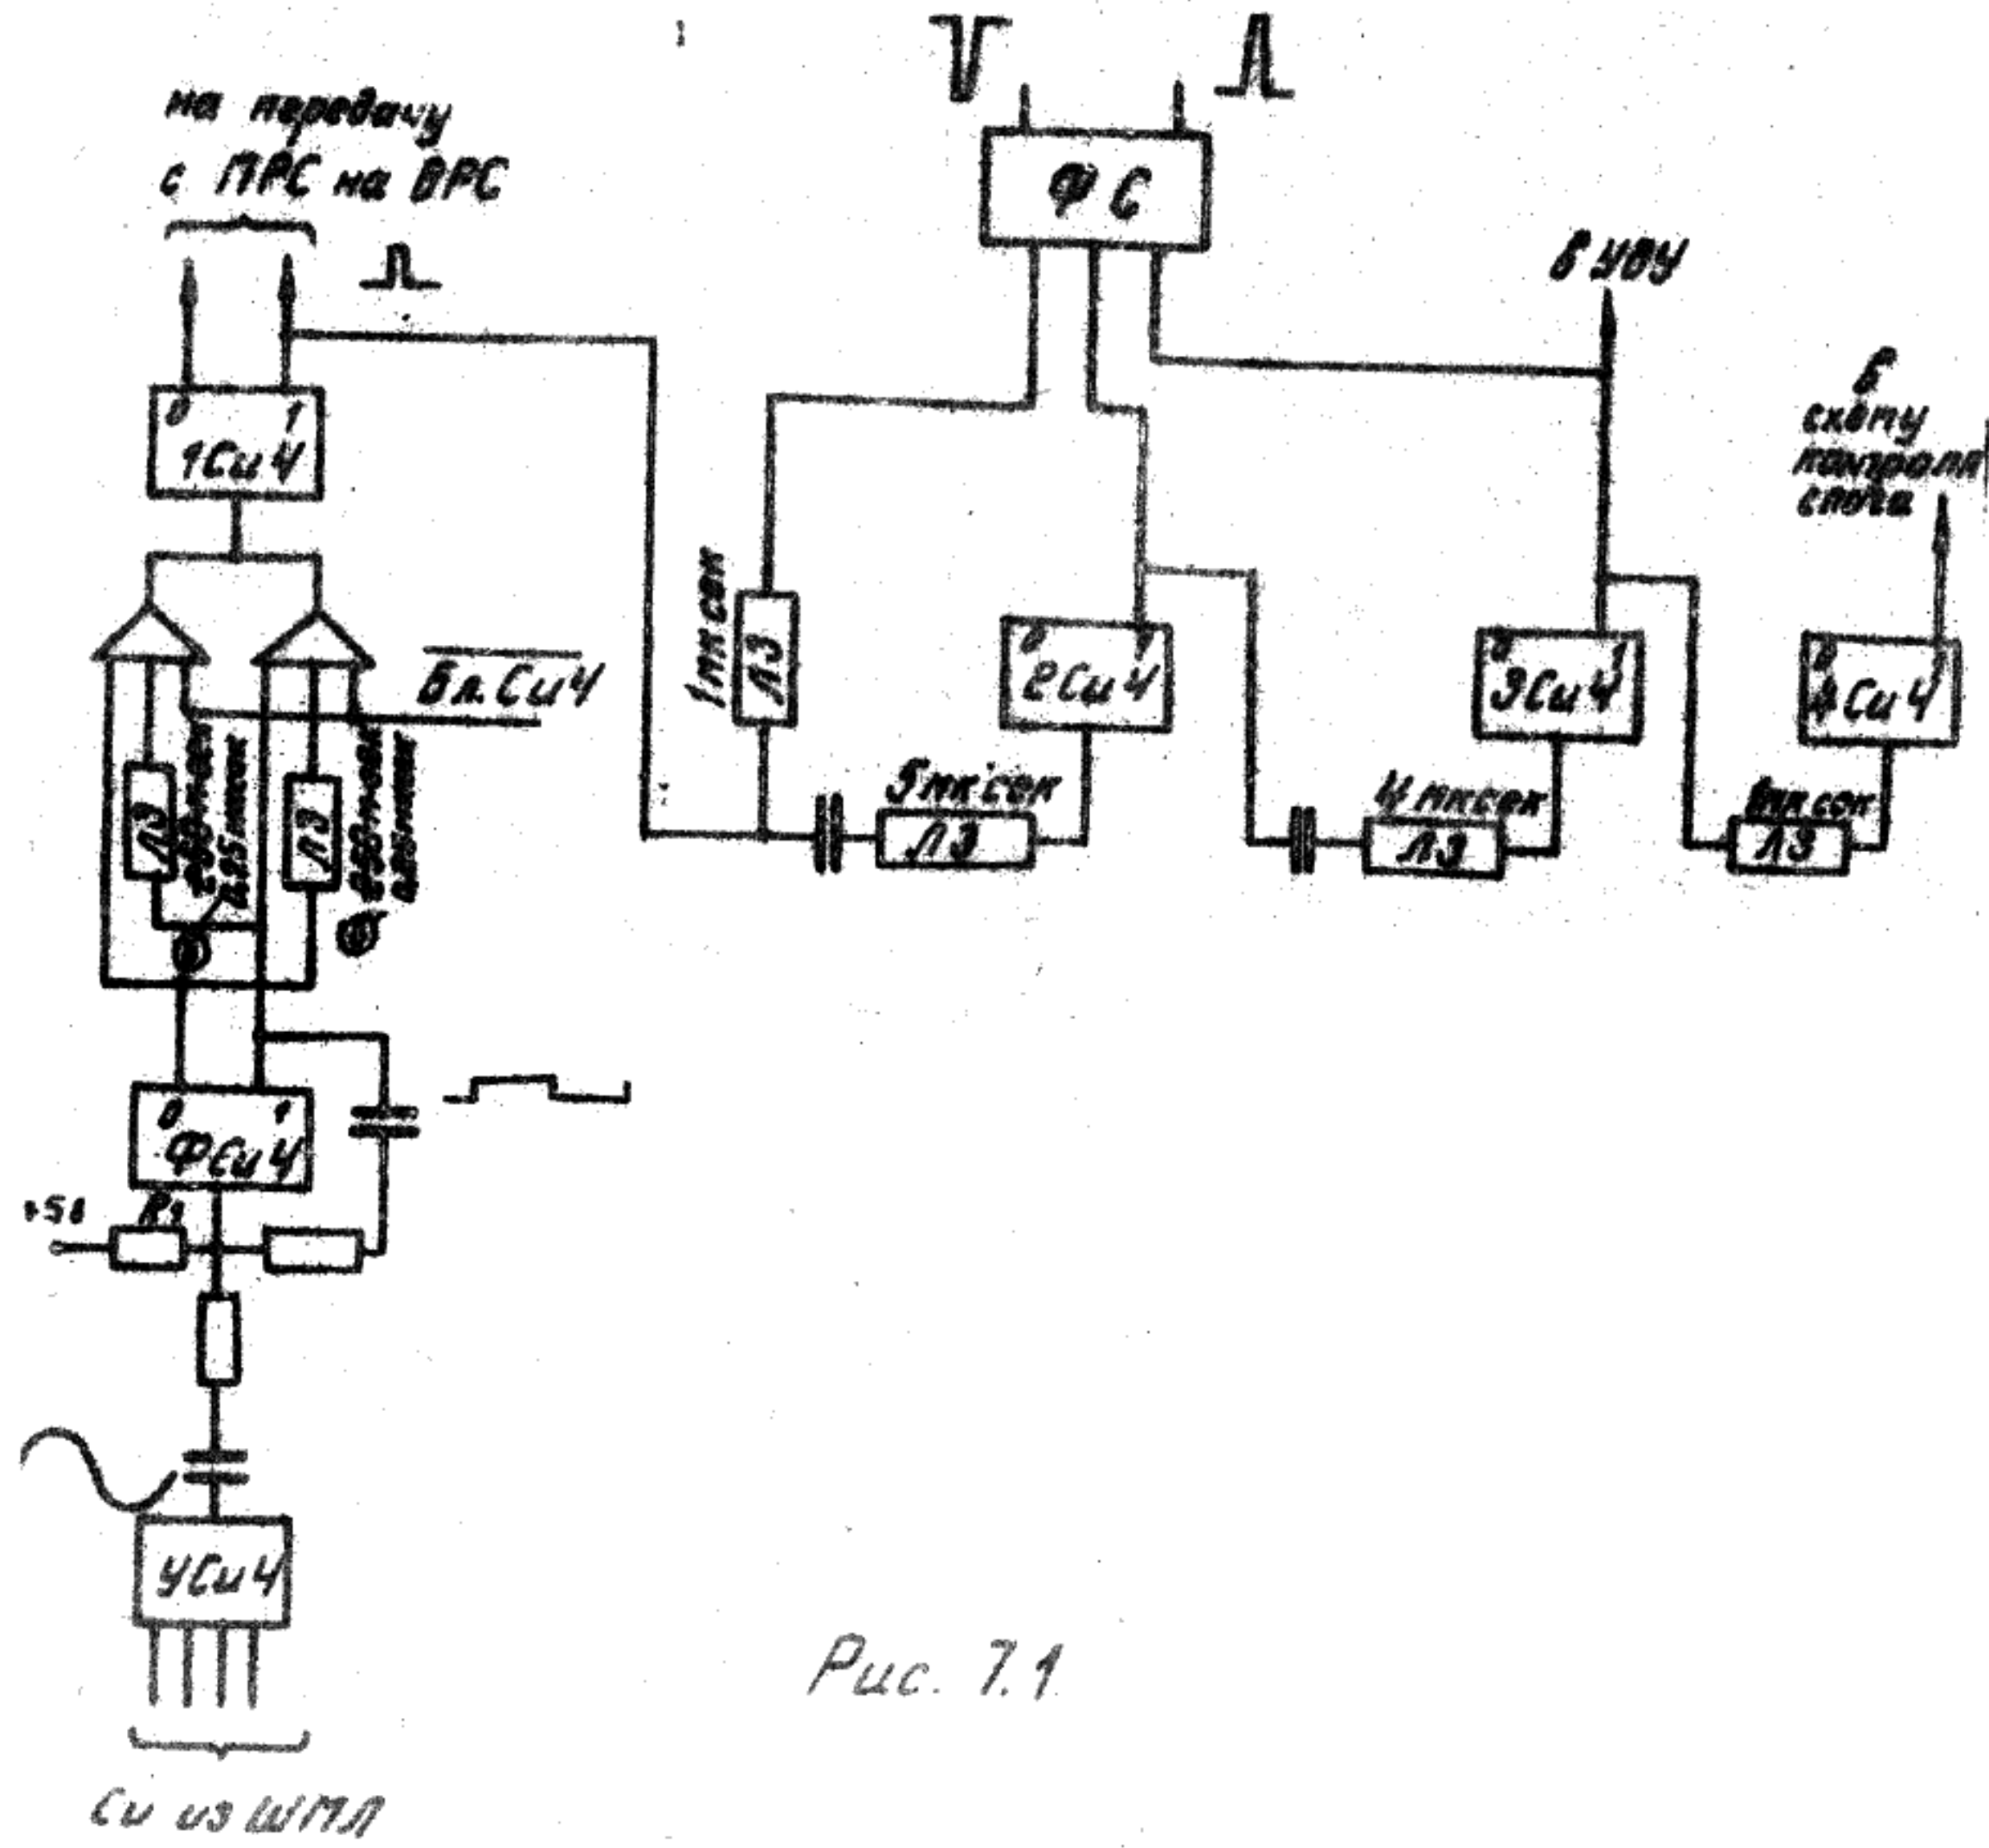 на передачу
с ПРС на ВРС
ФС
в УВУ
в
схему
контроля
слога
0 1
1СиЧ
1мксек
ЛЗ
Бл.СиЧ
0 1
2СиЧ
0 1
3СиЧ
0 1
4СиЧ
ЛЗ
ЛЗ
5мксек
ЛЗ
4мксек
ЛЗ
ЛЗ
0 1
ФСиЧ
+5в
R1
УСиЧ
Рис. 7.1
Си из ШМЛ